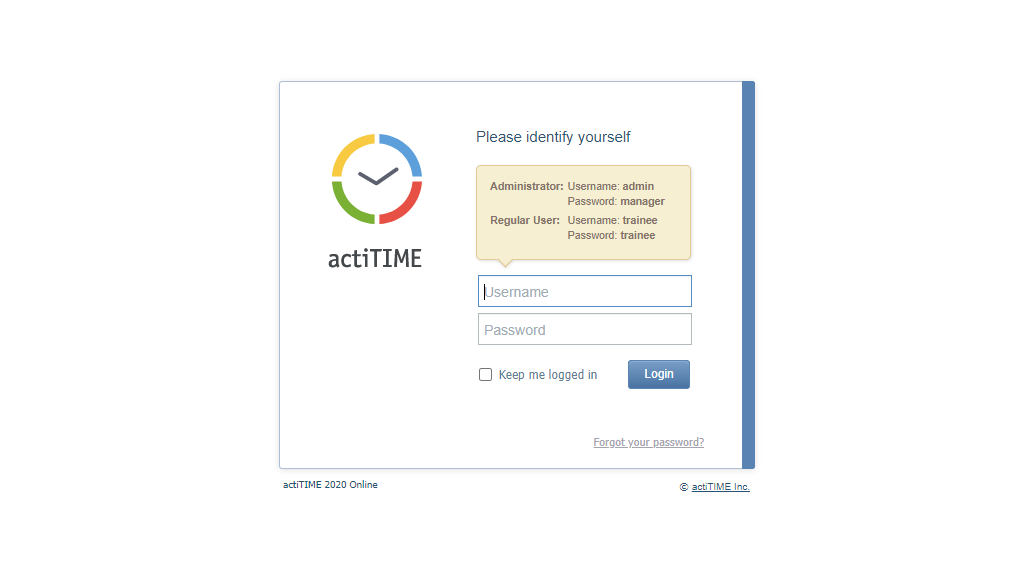 Please identify yourself
Administrator: Username: admin
Password: manager
Regular User: Username: trainee
Password: trainee
actiTIME
Username
Password
Keep me logged in
Login
Forgot your password?
actiTIME 2020 Online
© actiTIME Inc.